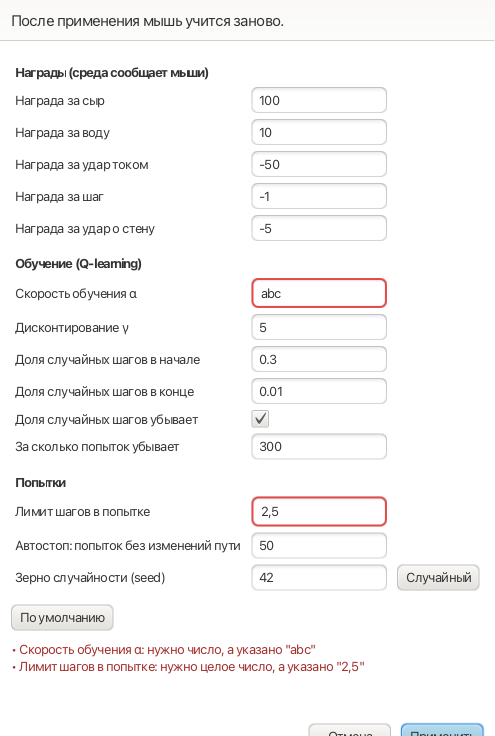 После применения мышь учится заново.
Награды (среда сообщает мыши)
Награда за сыр 100
Награда за воду 10
Награда за удар током -50
Награда за шаг -1
Награда за удар о стену -5
Обучение (Q-learning)
Скорость обучения α abc
Дисконтирование γ 5
Доля случайных шагов в начале 0.3
Доля случайных шагов в конце 0.01
Доля случайных шагов убывает
За сколько попыток убывает 300
Попытки
Лимит шагов в попытке 2,5
Автостоп: попыток без изменений пути 50
Зерно случайности (seed) 42 Случайный
По умолчанию
• Скорость обучения α: нужно число, а указано "abc"
• Лимит шагов в попытке: нужно целое число, а указано "2,5"
Отмена Применить